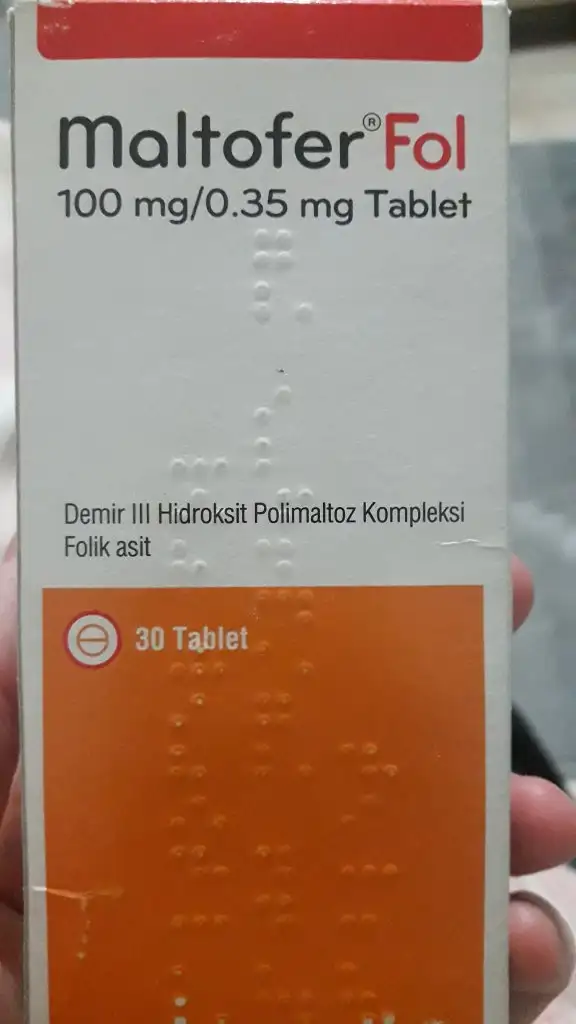 Maltofer®Fol
100 mg/0.35 mg Tablet
Demir III Hidroksit Polimaltoz Kompleksi
Folik asit
30 Tablet